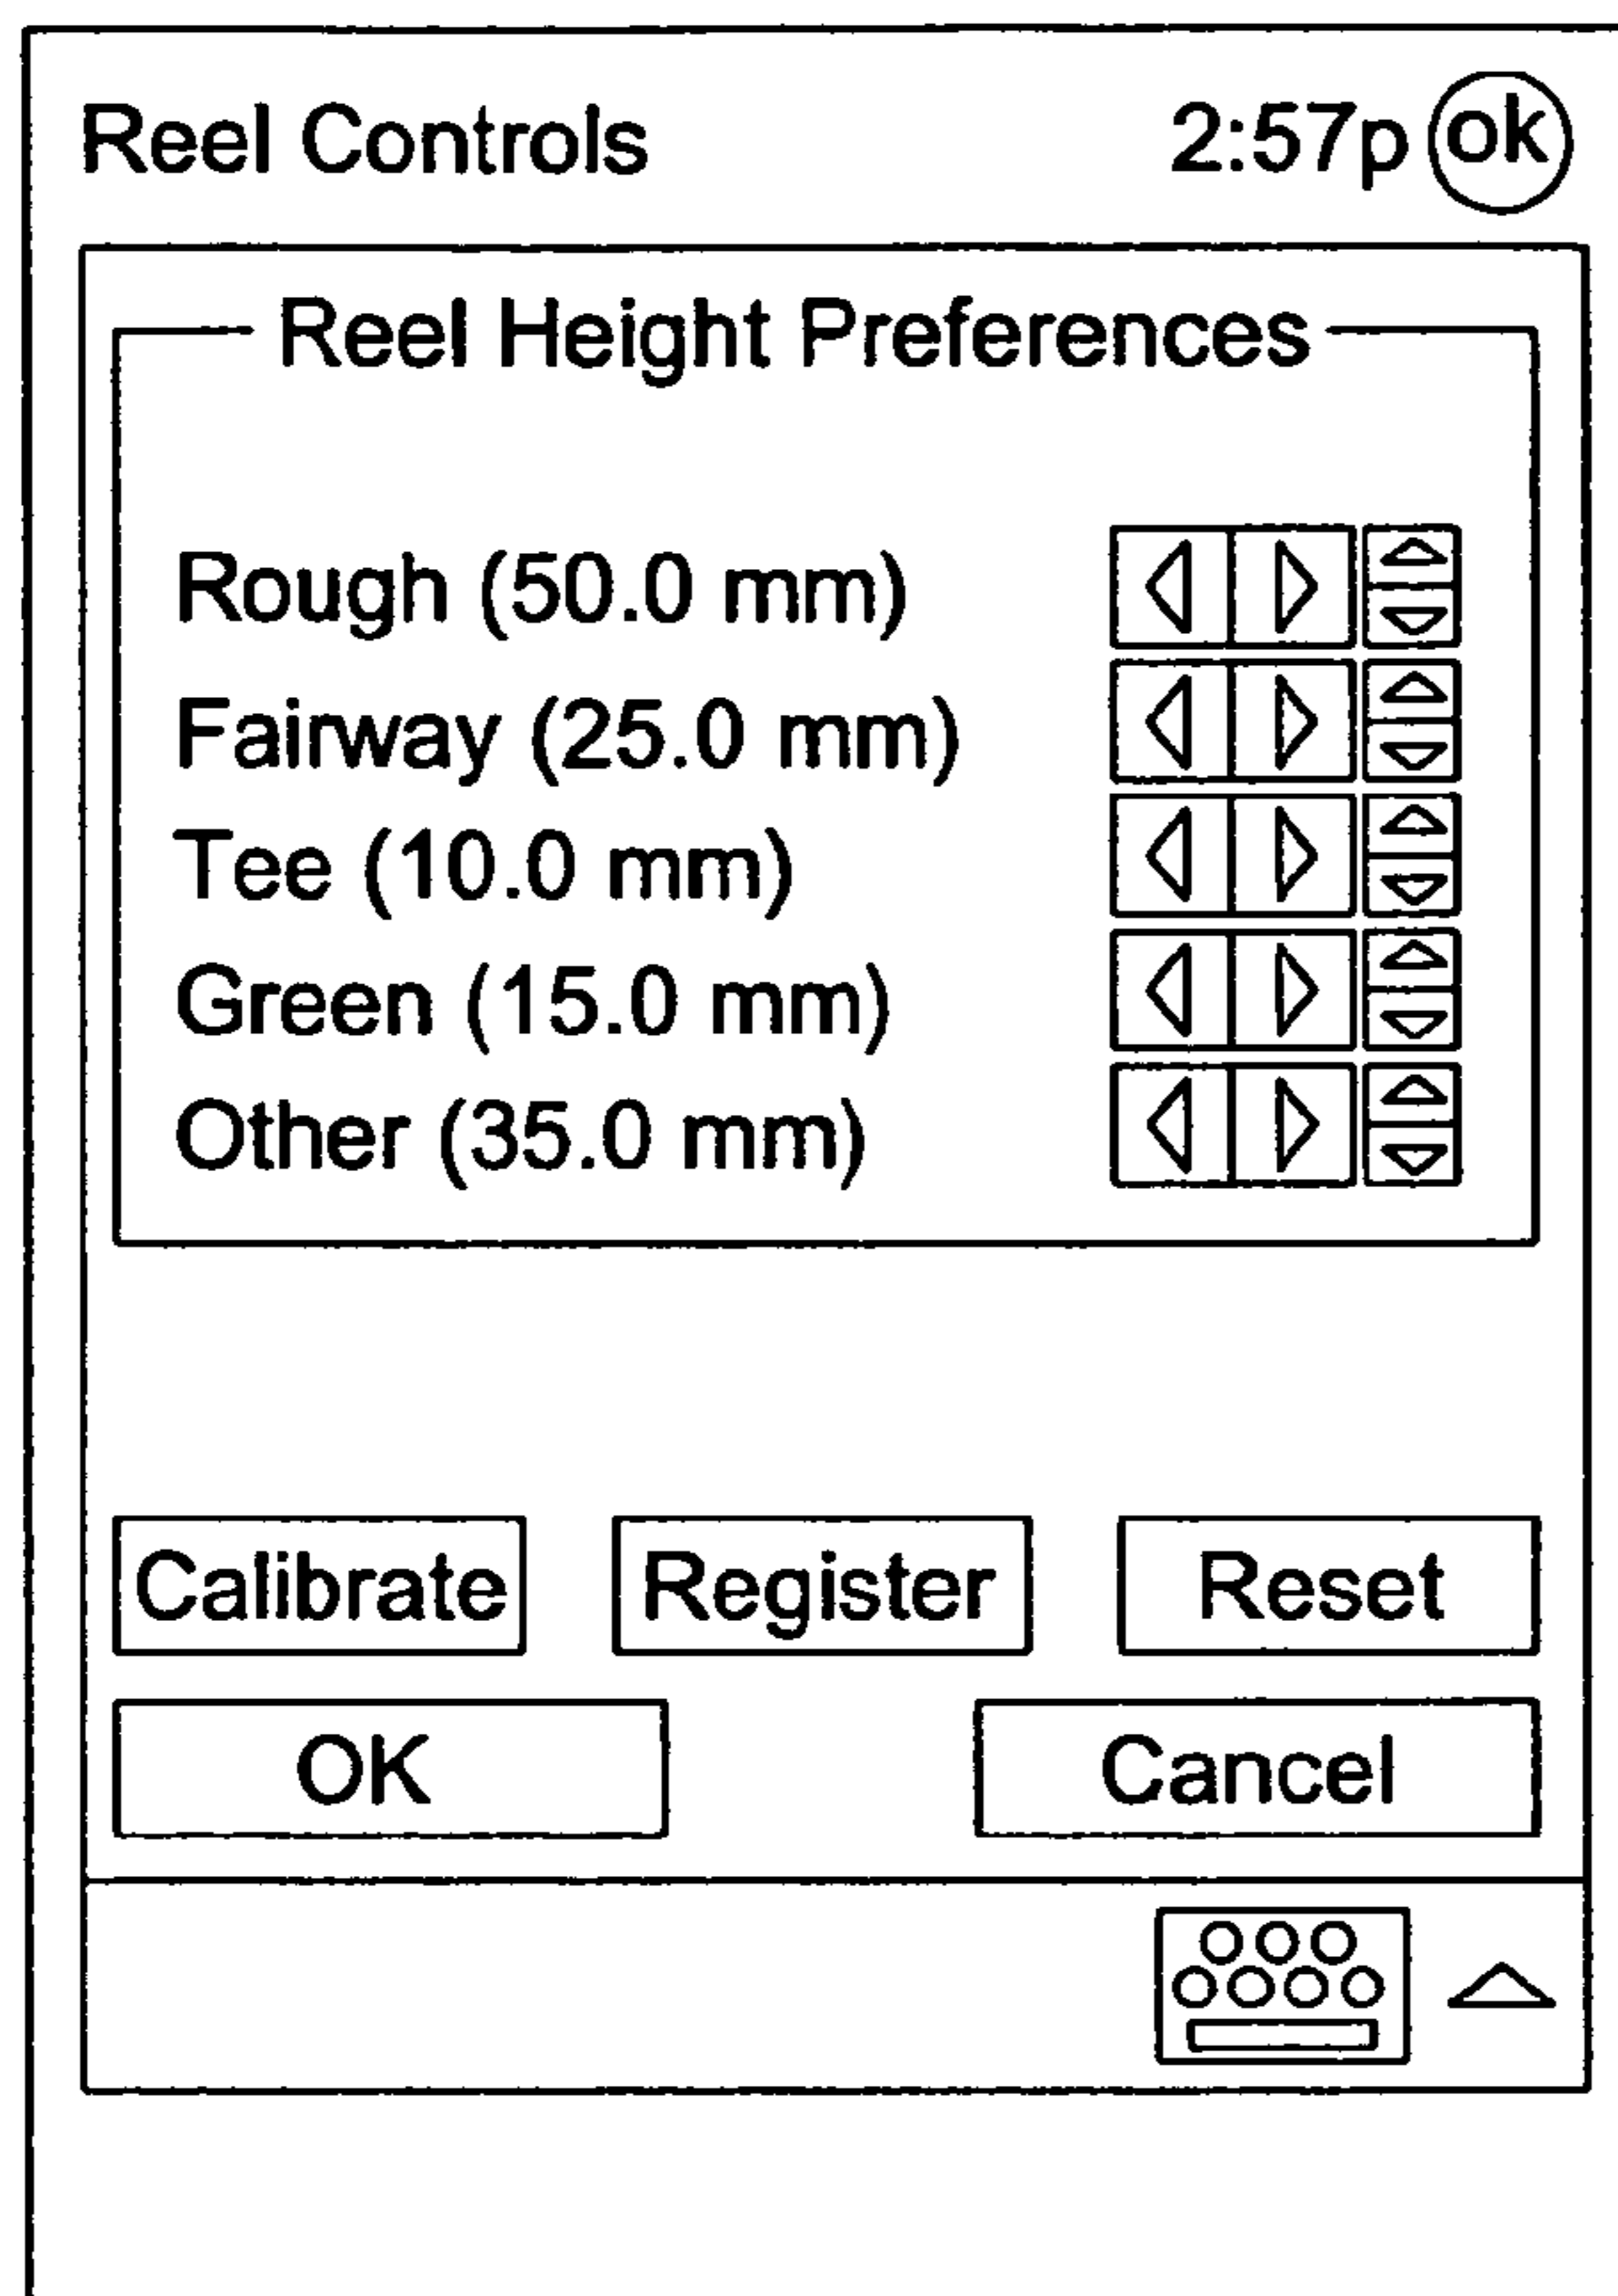 Reel Controls 2:57p ok
Reel Height Preferences
Rough (50.0 mm)
Fairway (25.0 mm)
Tee (10.0 mm)
Green (15.0 mm)
Other (35.0 mm)
Calibrate Register Reset
OK Cancel